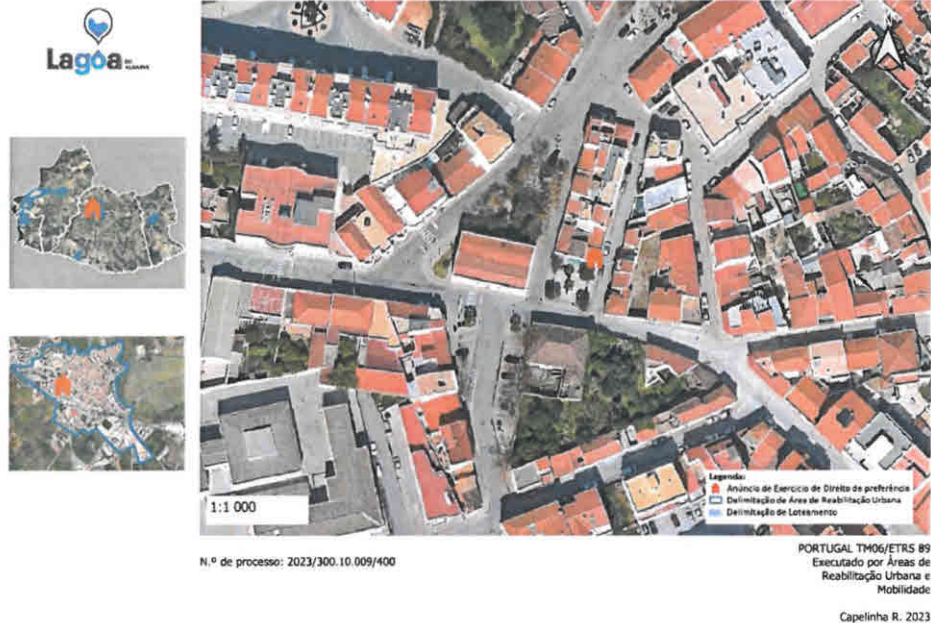 Lagoa
1:1 000
Legenda:
Anúncio de Exercício de Direito de preferência
Delimitação de Área de Reabilitação Urbana
Delimitação de Loteamento
N.º de processo: 2023/300.10.009/400
PORTUGAL TM06/ETRS 89
Executado por Áreas de
Reabilitação Urbana e
Mobilidade
Capelinha R. 2023